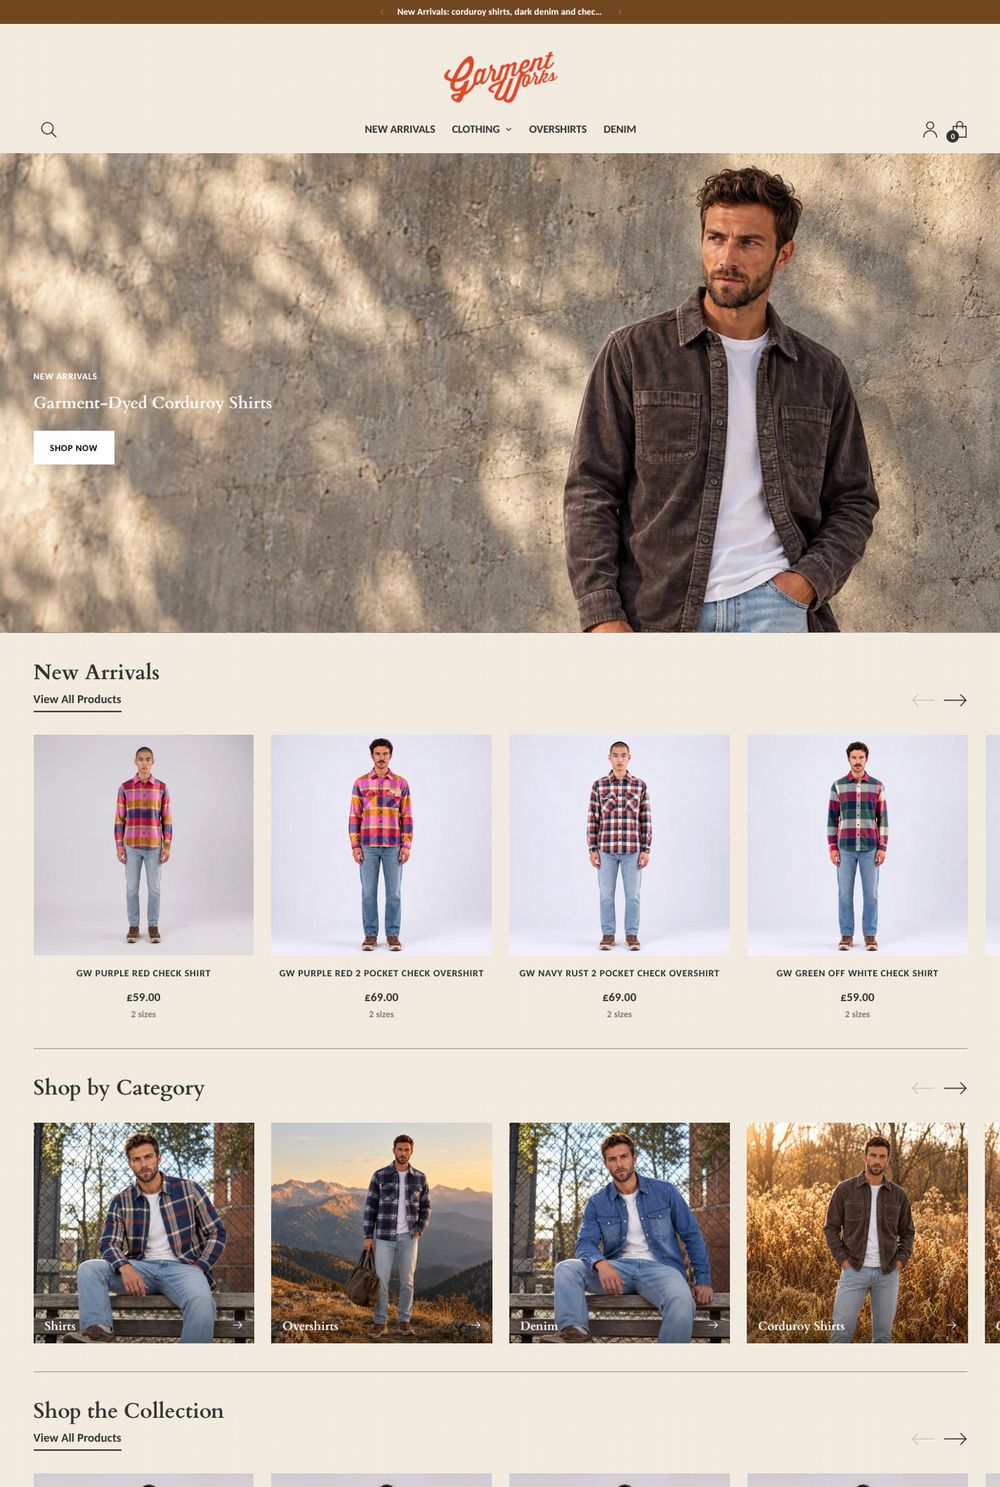 New Arrivals: corduroy shirts, dark denim and chec...
Garment
Works
NEW ARRIVALS
CLOTHING
OVERSHIRTS
DENIM
0
NEW ARRIVALS
Garment-Dyed Corduroy Shirts
SHOP NOW
New Arrivals
View All Products
GW PURPLE RED CHECK SHIRT
£59.00
2 sizes
GW PURPLE RED 2 POCKET CHECK OVERSHIRT
£69.00
2 sizes
GW NAVY RUST 2 POCKET CHECK OVERSHIRT
£69.00
2 sizes
GW GREEN OFF WHITE CHECK SHIRT
£59.00
2 sizes
Shop by Category
Shirts
Overshirts
Denim
Corduroy Shirts
Shop the Collection
View All Products